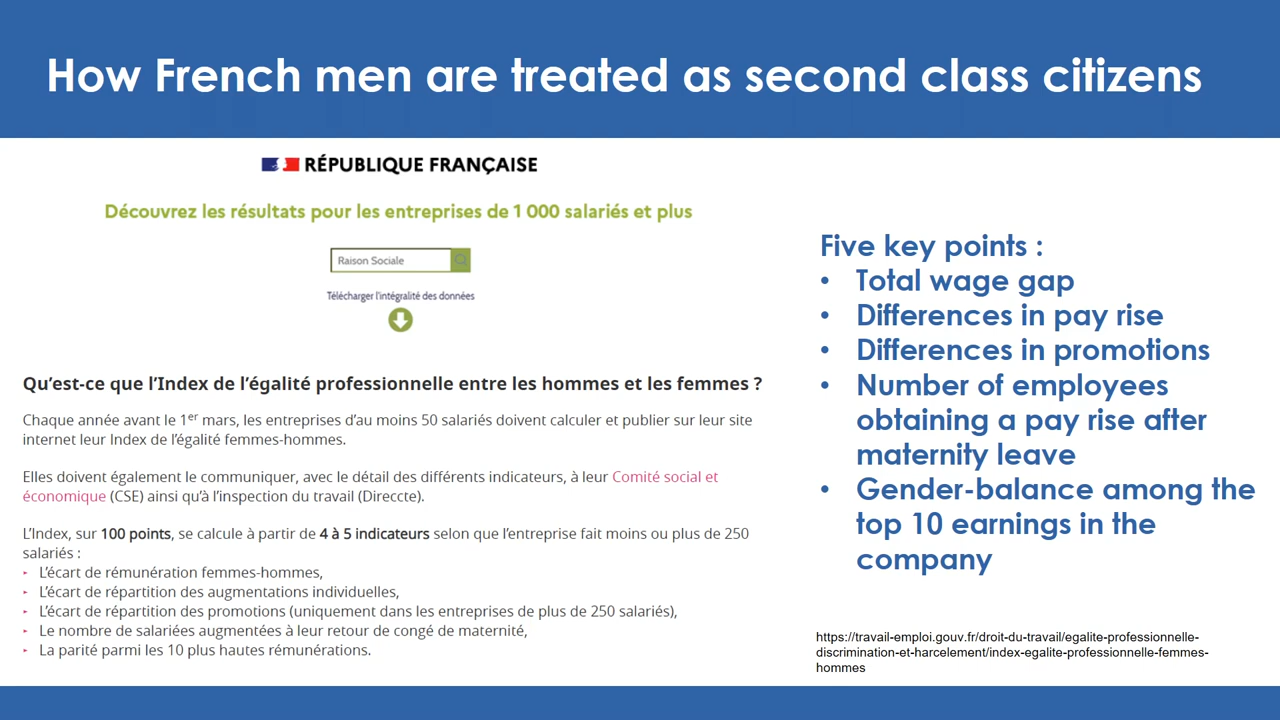 How French men are treated as second class citizens
RÉPUBLIQUE FRANÇAISE
Découvrez les résultats pour les entreprises de 1 000 salariés et plus
Raison Sociale
Télécharger l'intégralité des données
Qu'est-ce que l'Index de l'égalité professionnelle entre les hommes et les femmes ?
Chaque année avant le 1er mars, les entreprises d'au moins 50 salariés doivent calculer et publier sur leur site
internet leur Index de l'égalité femmes-hommes.
Elles doivent également le communiquer, avec le détail des différents indicateurs, à leur Comité social et
économique (CSE) ainsi qu'à l'inspection du travail (Direccte).
L'Index, sur 100 points, se calcule à partir de 4 à 5 indicateurs selon que l'entreprise fait moins ou plus de 250
salariés :
L'écart de rémunération femmes-hommes,
L'écart de répartition des augmentations individuelles,
L'écart de répartition des promotions (uniquement dans les entreprises de plus de 250 salariés),
Le nombre de salariées augmentées à leur retour de congé de maternité,
La parité parmi les 10 plus hautes rémunérations.
Five key points :
• Total wage gap
• Differences in pay rise
• Differences in promotions
• Number of employees
obtaining a pay rise after
maternity leave
• Gender-balance among the
top 10 earnings in the
company
https://travail-emploi.gouv.fr/droit-du-travail/egalite-professionnelle-
discrimination-et-harcelement/index-egalite-professionnelle-femmes-
hommes